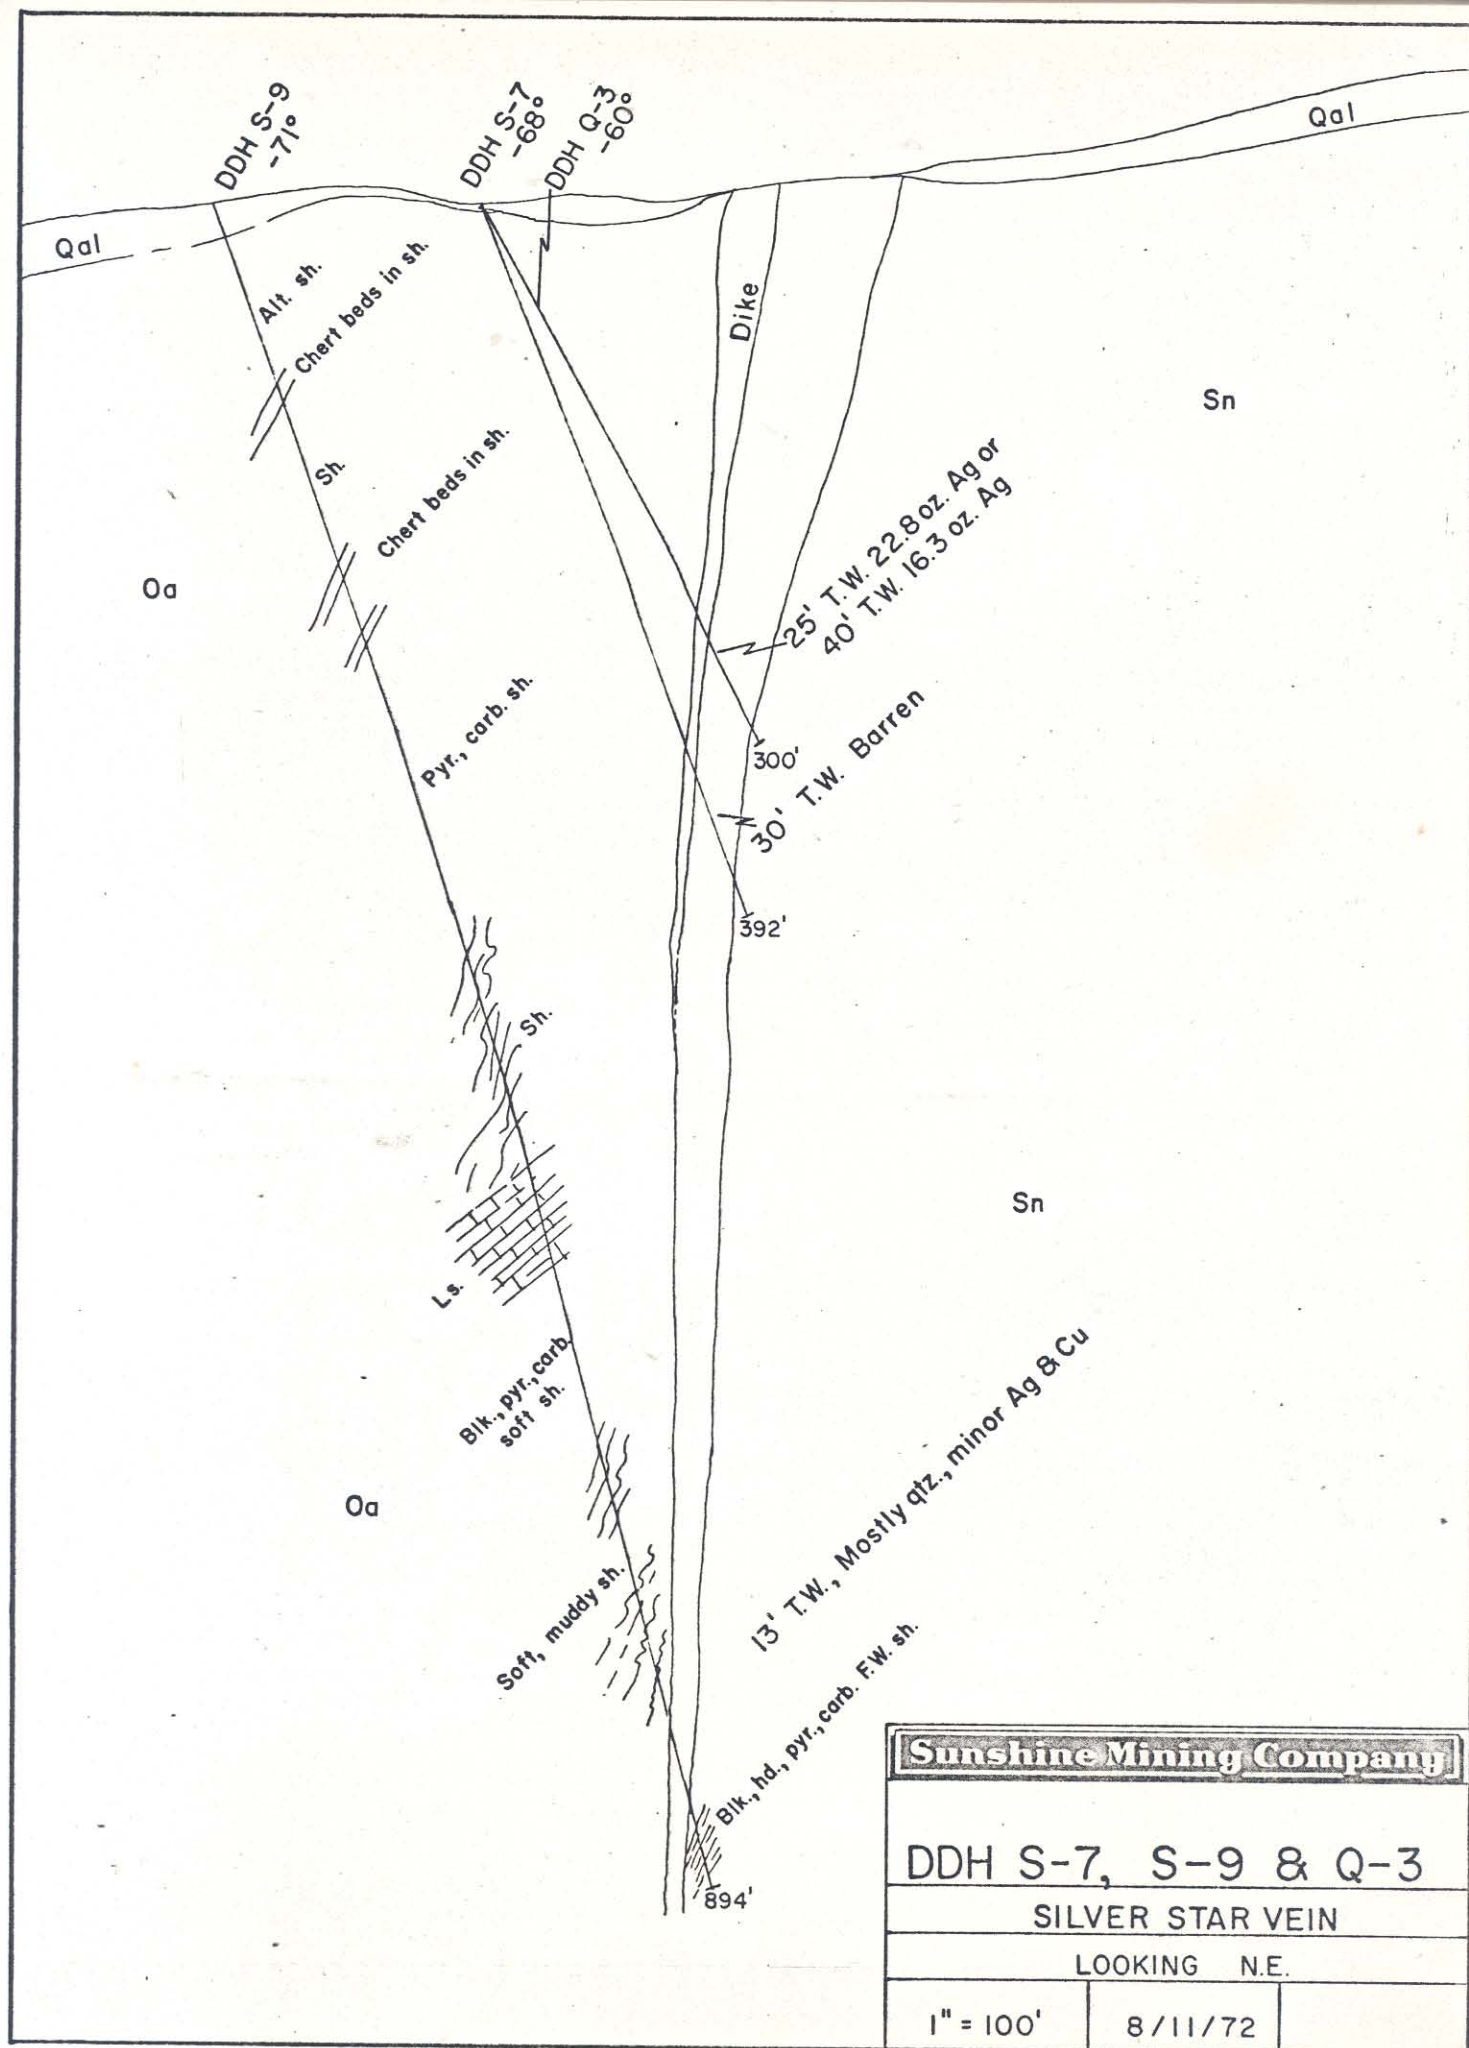 DDH S-9
-71°
DDH S-7
-68°
DDH Q-3
-60°
Qal
Qal
Alt. sh.
Chert beds in sh.
Dike
Sn
Sh.
Chert beds in sh.
25' T.W. 22.8 oz. Ag or
40' T.W. 16.3 oz. Ag
Oa
Pyr., carb. sh.
300'
30' T.W. Barren
392'
Sh.
Sn
Ls.
Blk., pyr., carb.
soft sh.
Oa
13' T.W., Mostly qtz., minor Ag & Cu
Soft, muddy sh.
Blk., hd., pyr., carb. F.W. sh.
894'
Sunshine Mining Company
DDH S-7, S-9 & Q-3
SILVER STAR VEIN
LOOKING N.E.
1" = 100'
8/11/72